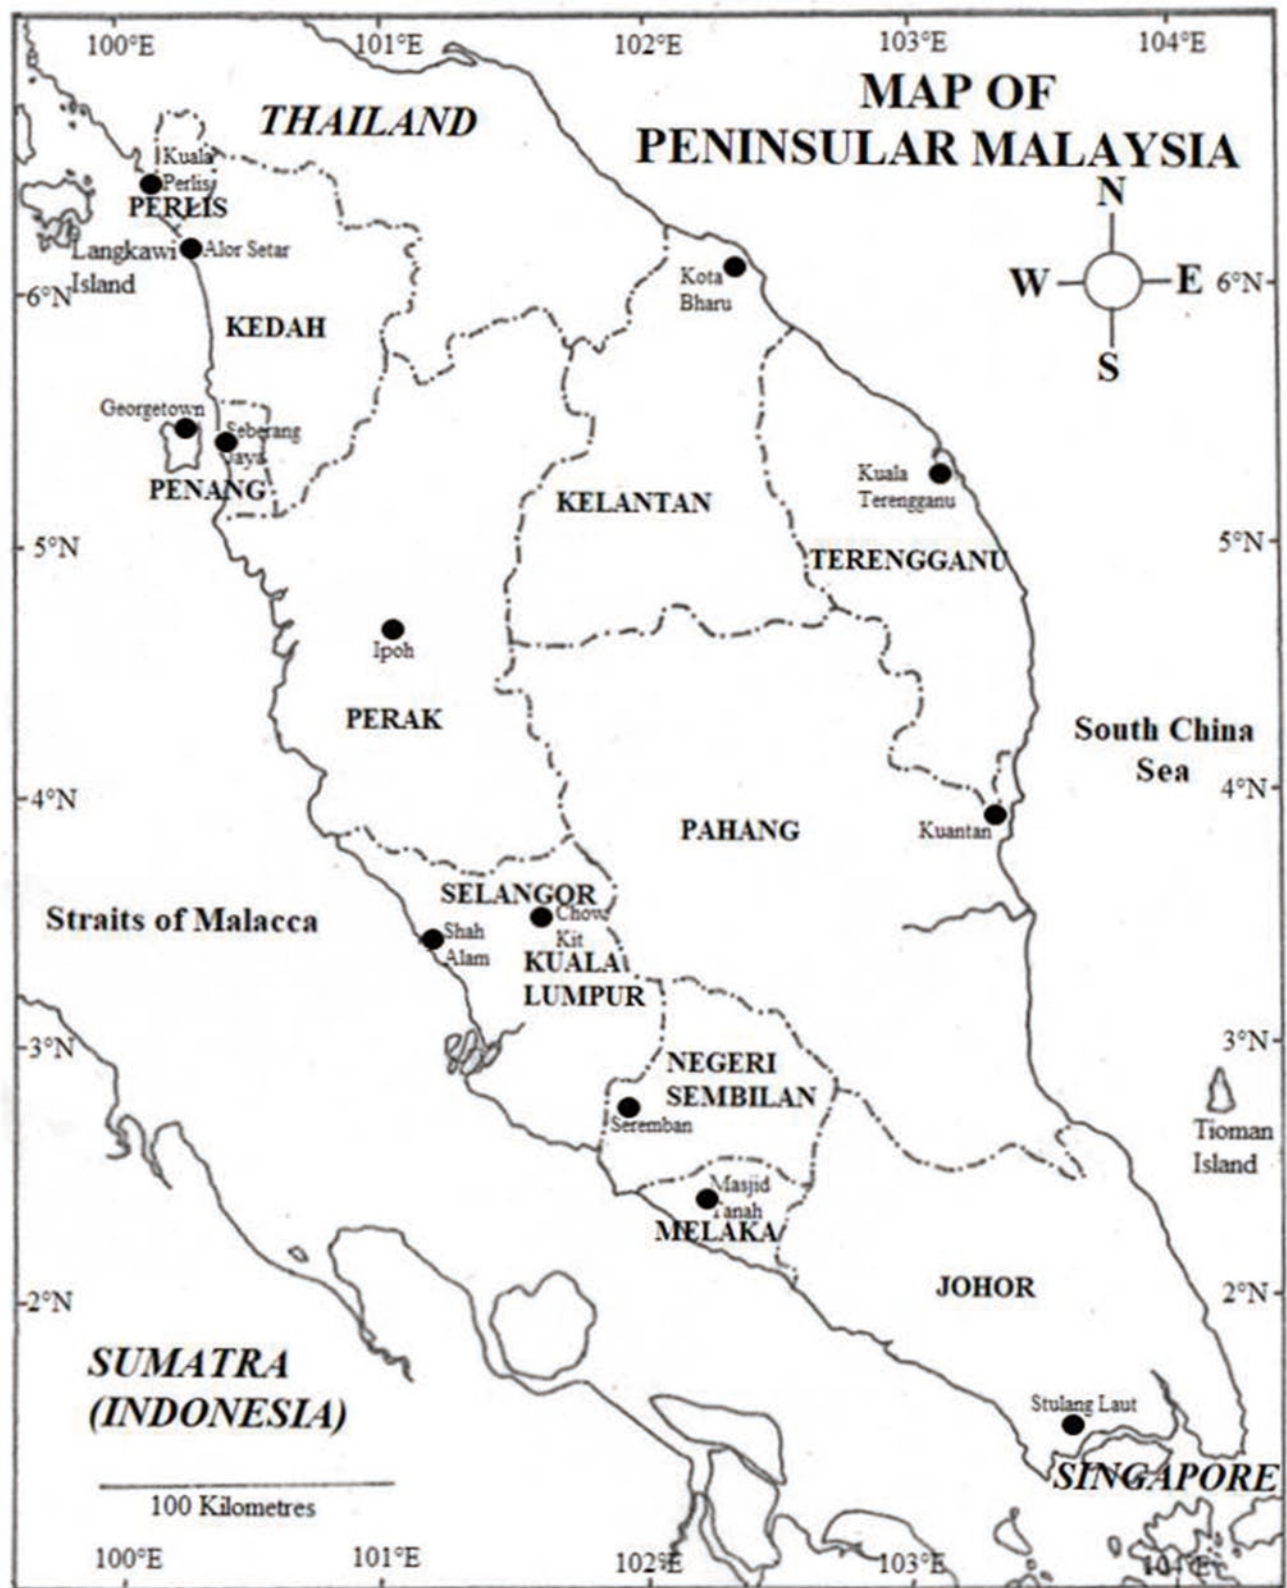 100°E 101°E 102°E 103°E 104°E
MAP OF
PENINSULAR MALAYSIA
THAILAND
Kuala
Perlis
PERLIS
N
W E
S
Langkawi
Island
Alor Setar
6°N
6°N
Kota
Bharu
KEDAH
Georgetown
Seberang
Jaya
PENANG
KELANTAN
Kuala
Terengganu
TERENGGANU
5°N
5°N
Ipoh
PERAK
South China
Sea
4°N
4°N
PAHANG
Kuantan
SELANGOR
Chow
Kit
Straits of Malacca
Shah
Alam
KUALA
LUMPUR
3°N
3°N
NEGERI
SEMBILAN
Seremban
Tioman
Island
Masjid
Tanah
MELAKA
JOHOR
2°N
2°N
SUMATRA
(INDONESIA)
Stulang Laut
SINGAPORE
100 Kilometres
100°E 101°E 102°E 103°E 104°E